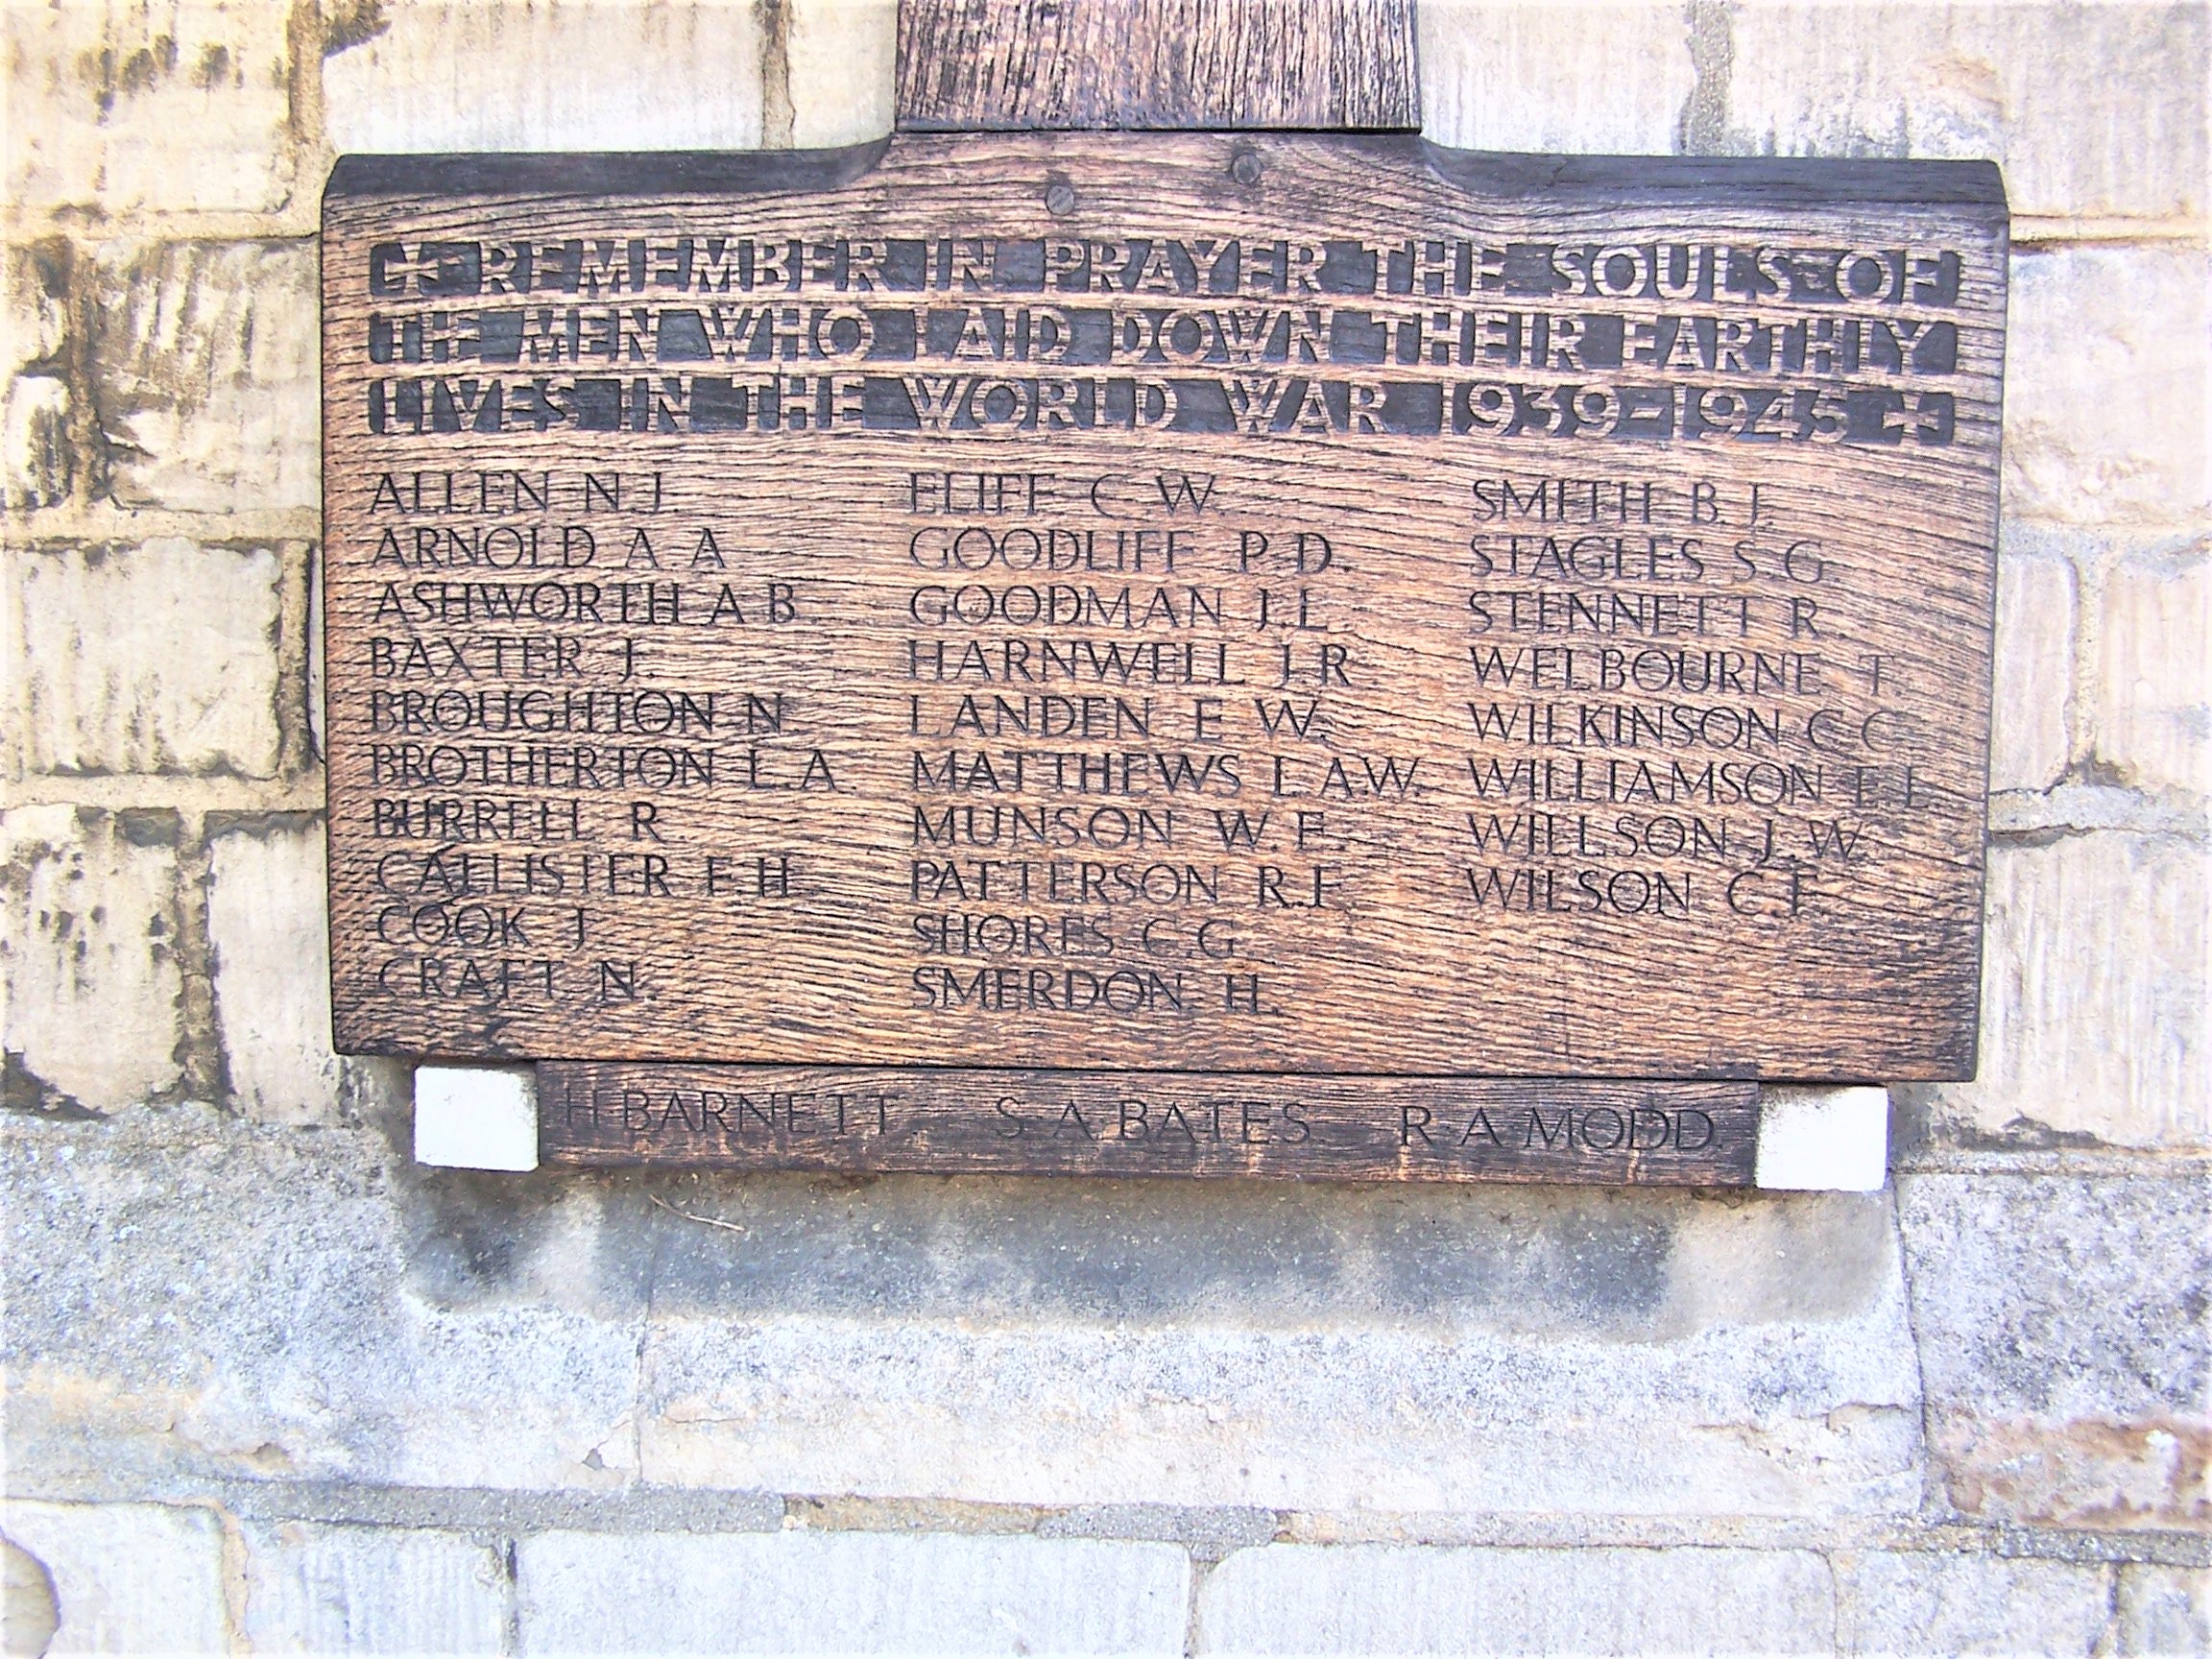 ✠ REMEMBER IN PRAYER THE SOULS OF
THE MEN WHO LAID DOWN THEIR EARTHLY
LIVES IN THE WORLD WAR 1939-1945 ✠
ALLEN N.J.
ARNOLD A.A
ASHWORTH A B
BAXTER J.
BROUGHTON N
BROTHERTON L.A.
BURRELL R.
CALLISTER F.H.
COOK J
CRAFT N.
ELIFF C.W.
GOODLIFF P.D.
GOODMAN J.L.
HARNWELL J.R.
LANDEN E.W.
MATTHEWS L.A.W.
MUNSON W.E.
PATTERSON R.F.
SHORES C.G
SMERDON H.
SMITH B.J.
STAGLES S.G
STENNETT R
WELBOURNE T.
WILKINSON C.C.
WILLIAMSON E.L.
WILLSON J.W.
WILSON C.F.
H BARNETT S.A.BATES R.A MODD.